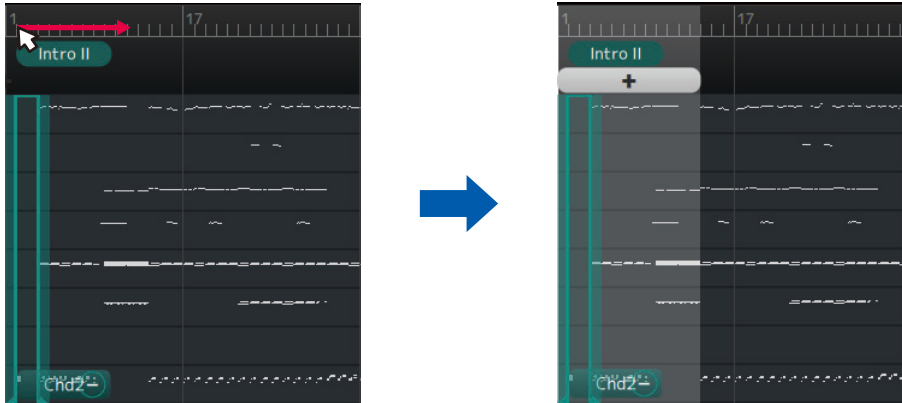 1 17
Intro II
Chd2
1 17
Intro II
+
Chd2